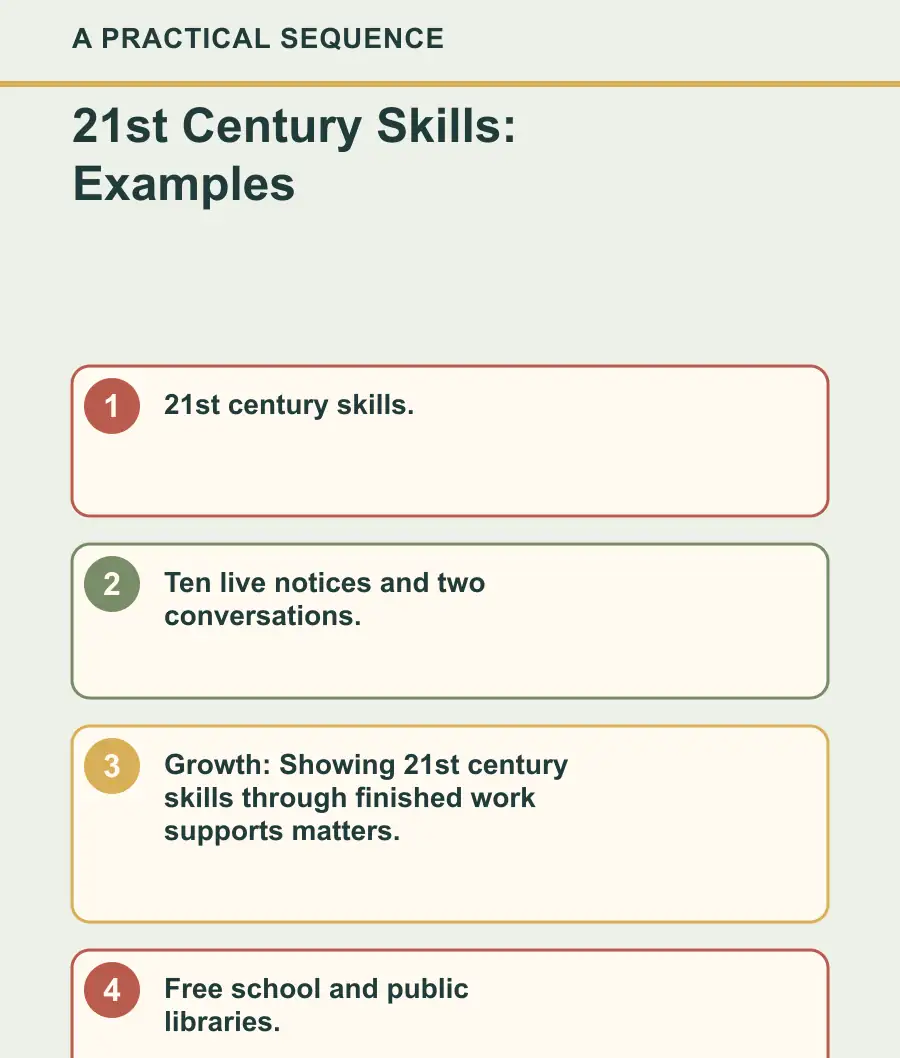 A PRACTICAL SEQUENCE
21st Century Skills:
Examples
1
21st century skills.
2
Ten live notices and two
conversations.
3
Growth: Showing 21st century
skills through finished work
supports matters.
4
Free school and public
libraries.